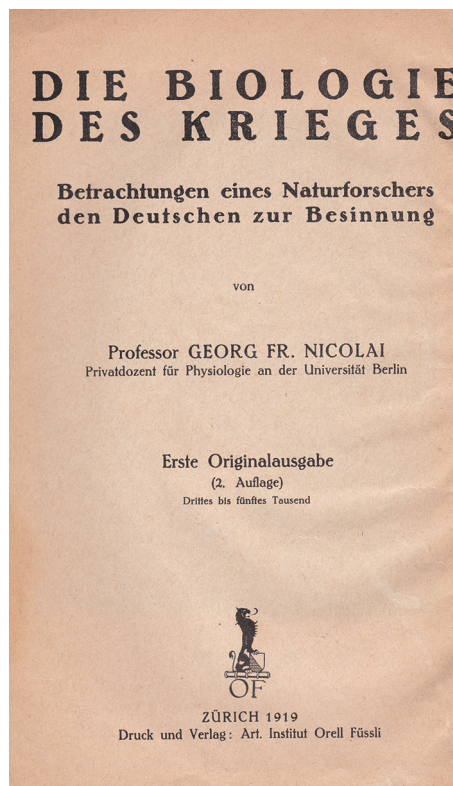 DIE BIOLOGIE
DES KRIEGES
Betrachtungen eines Naturforschers
den Deutschen zur Besinnung
von
Professor GEORG FR. NICOLAI
Privatdozent für Physiologie an der Universität Berlin
Erste Originalausgabe
(2. Auflage)
Drittes bis fünftes Tausend
OF
ZÜRICH 1919
Druck und Verlag: Art. Institut Orell Füssli